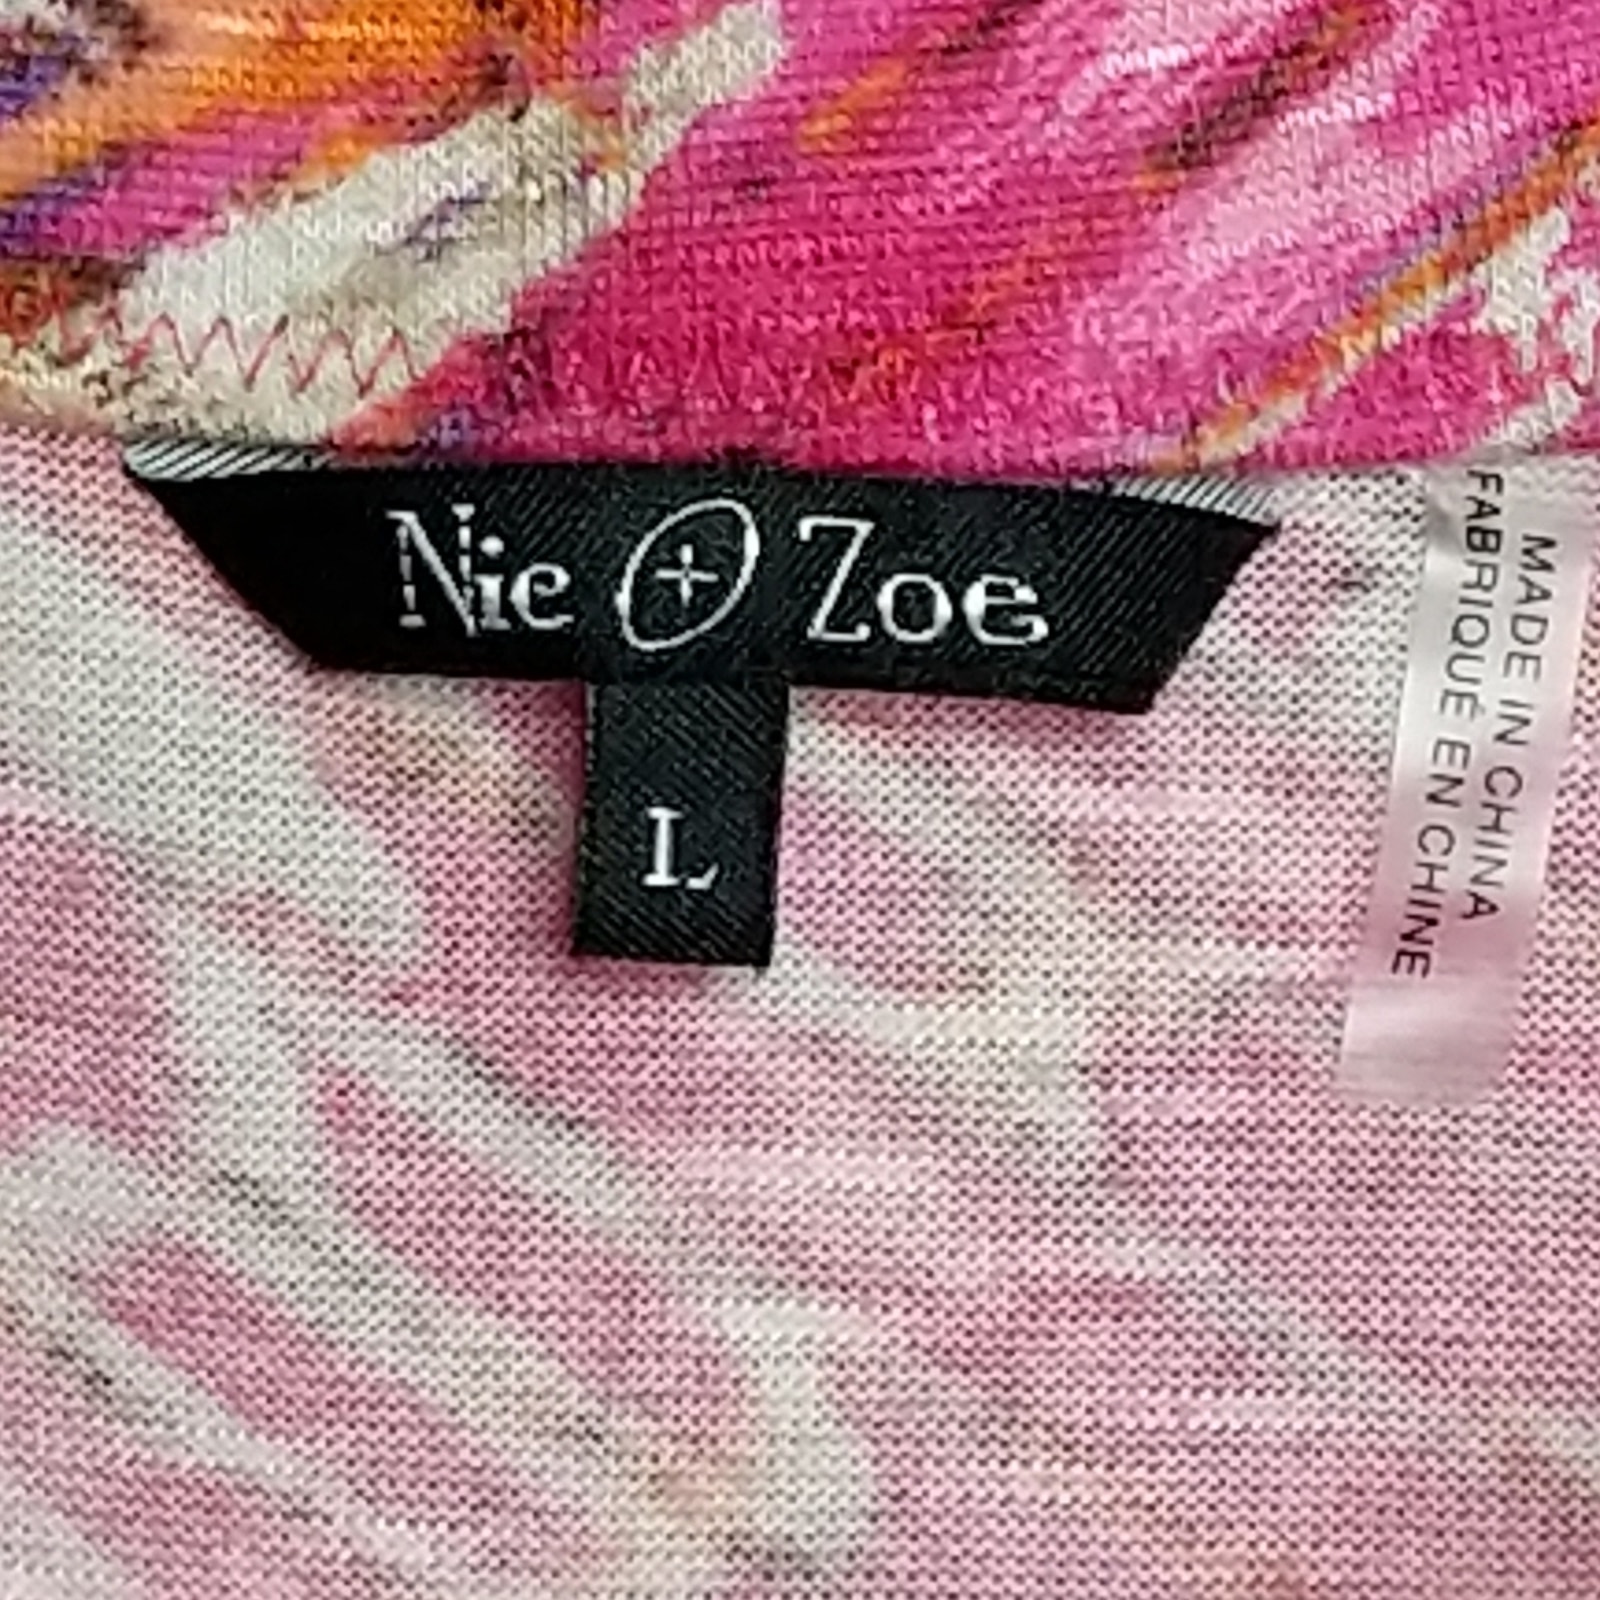 Nic + Zoe
L
MADE IN CHINA
FABRIQUÉ EN CHINE